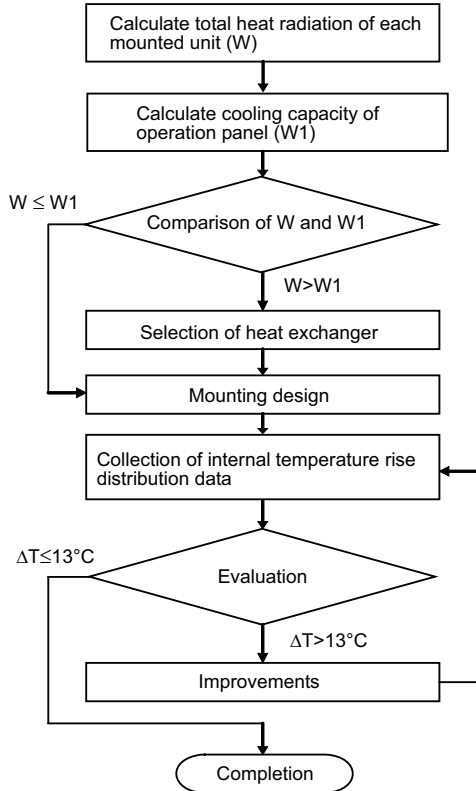 Calculate total heat radiation of each
mounted unit (W)
Calculate cooling capacity of
operation panel (W1)
W ≤ W1
Comparison of W and W1
W>W1
Selection of heat exchanger
Mounting design
Collection of internal temperature rise
distribution data
ΔT≤13°C
Evaluation
ΔT>13°C
Improvements
Completion